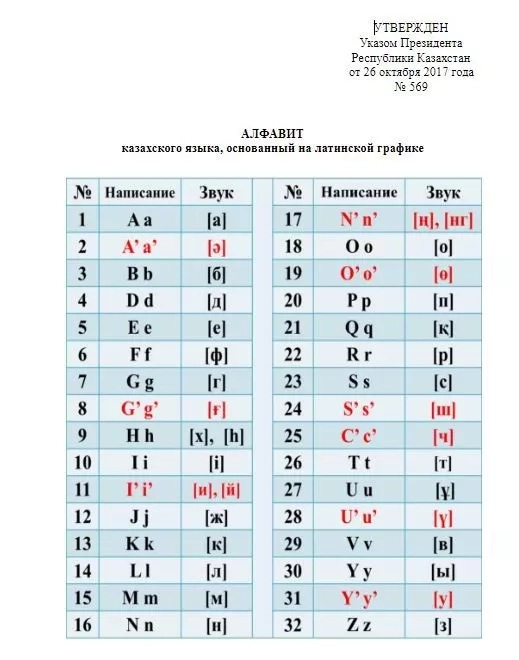 УТВЕРЖДЕН
Указом Президента
Республики Казахстан
от 26 октября 2017 года
№ 569
АЛФАВИТ
казахского языка, основанный на латинской графике
№ Написание Звук № Написание Звук
1 A a [а] 17 N’ n’ [ң], [нг]
2 A’ a’ [ә] 18 O o [о]
3 B b [б] 19 O’ o’ [ө]
4 D d [д] 20 P p [п]
5 E e [е] 21 Q q [қ]
6 F f [ф] 22 R r [р]
7 G g [г] 23 S s [с]
8 G’ g’ [ғ] 24 S’ s’ [ш]
9 H h [х], [һ] 25 C’ c’ [ч]
10 I i [і] 26 T t [т]
11 I’ i’ [и], [й] 27 U u [ұ]
12 J j [ж] 28 U’ u’ [ү]
13 K k [к] 29 V v [в]
14 L l [л] 30 Y y [ы]
15 M m [м] 31 Y’ y’ [у]
16 N n [н] 32 Z z [з]